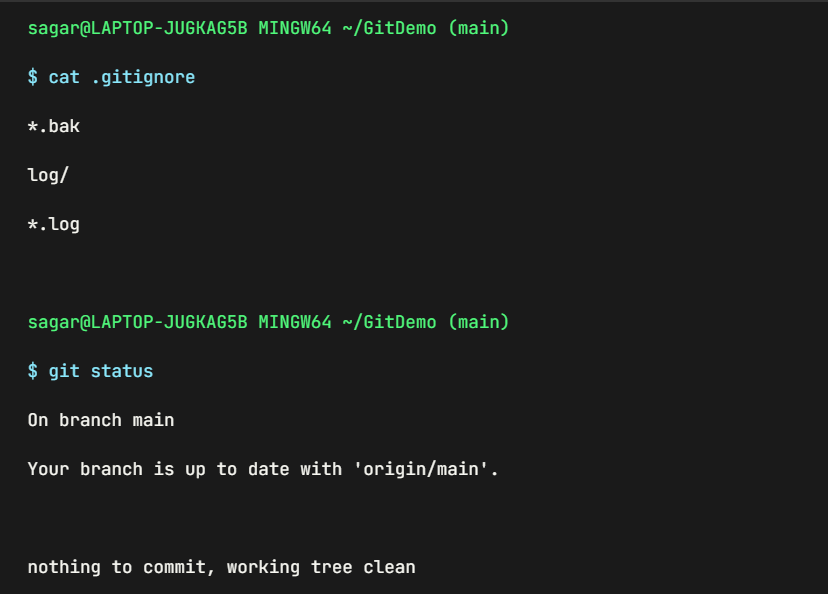 sagar@LAPTOP-JUGKAG5B MINGW64 ~/GitDemo (main)
$ cat .gitignore
*.bak
log/
*.log
sagar@LAPTOP-JUGKAG5B MINGW64 ~/GitDemo (main)
$ git status
On branch main
Your branch is up to date with 'origin/main'.
nothing to commit, working tree clean